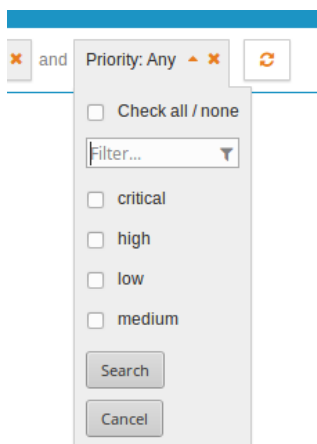 and Priority: Any
Check all / none
Filter...
critical
high
low
medium
Search
Cancel